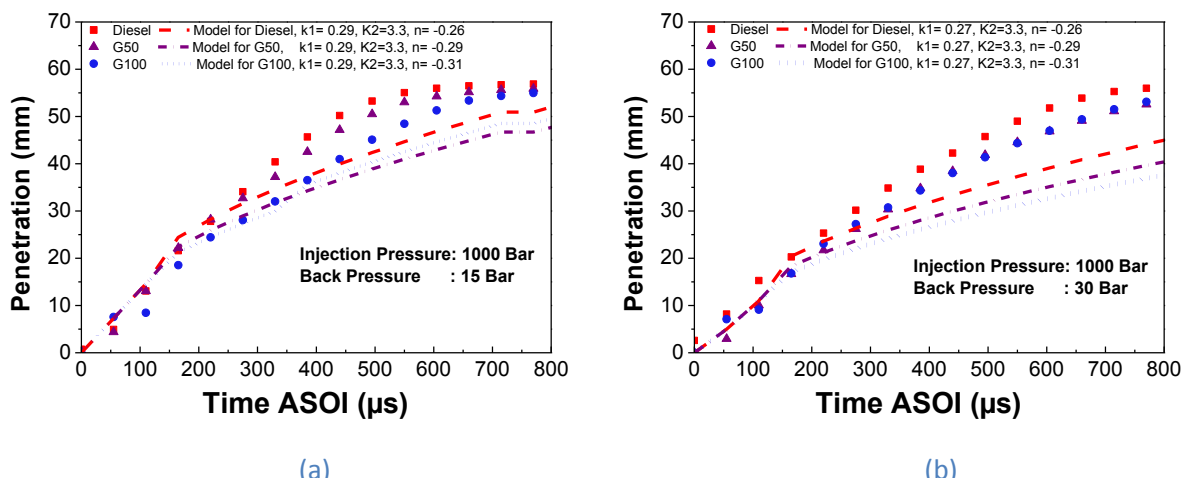 (a)
Diesel Model for Diesel, k1= 0.29, K2=3.3, n= -0.26
G50 Model for G50, k1= 0.29, K2=3.3, n= -0.29
G100 Model for G100, k1= 0.29, K2=3.3, n= -0.31
70
60
50
40
30
20
10
0
Penetration (mm)
Injection Pressure: 1000 Bar
Back Pressure : 15 Bar
0 100 200 300 400 500 600 700 800
Time ASOI (µs)
(a)
(b)
Diesel Model for Diesel, k1= 0.27, K2=3.3, n= -0.26
G50 Model for G50, k1= 0.27, K2=3.3, n= -0.29
G100 Model for G100, k1= 0.27, K2=3.3, n= -0.31
70
60
50
40
30
20
10
0
Penetration (mm)
Injection Pressure: 1000 Bar
Back Pressure : 30 Bar
0 100 200 300 400 500 600 700 800
Time ASOI (µs)
(b)